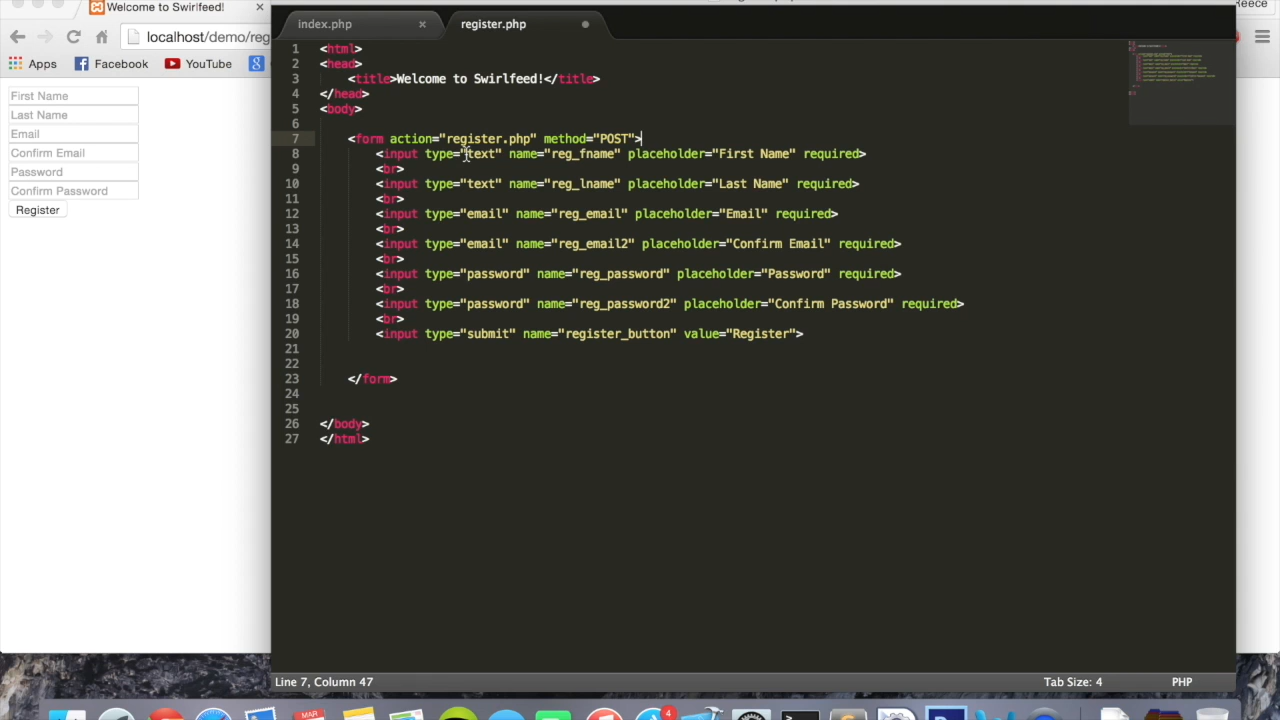 Welcome to Swirlfeed!
localhost/demo/reg
Apps Facebook YouTube
First Name
Last Name
Email
Confirm Email
Password
Confirm Password
Register
Reece
index.php register.php
1 <html>
2 <head>
3 <title>Welcome to Swirlfeed!</title>
4 </head>
5 <body>
6
7 <form action="register.php" method="POST">
8 <input type="text" name="reg_fname" placeholder="First Name" required>
9 <br>
10 <input type="text" name="reg_lname" placeholder="Last Name" required>
11 <br>
12 <input type="email" name="reg_email" placeholder="Email" required>
13 <br>
14 <input type="email" name="reg_email2" placeholder="Confirm Email" required>
15 <br>
16 <input type="password" name="reg_password" placeholder="Password" required>
17 <br>
18 <input type="password" name="reg_password2" placeholder="Confirm Password" required>
19 <br>
20 <input type="submit" name="register_button" value="Register">
21
22
23 </form>
24
25
26 </body>
27 </html>
Line 7, Column 47 Tab Size: 4 PHP
MAR
4